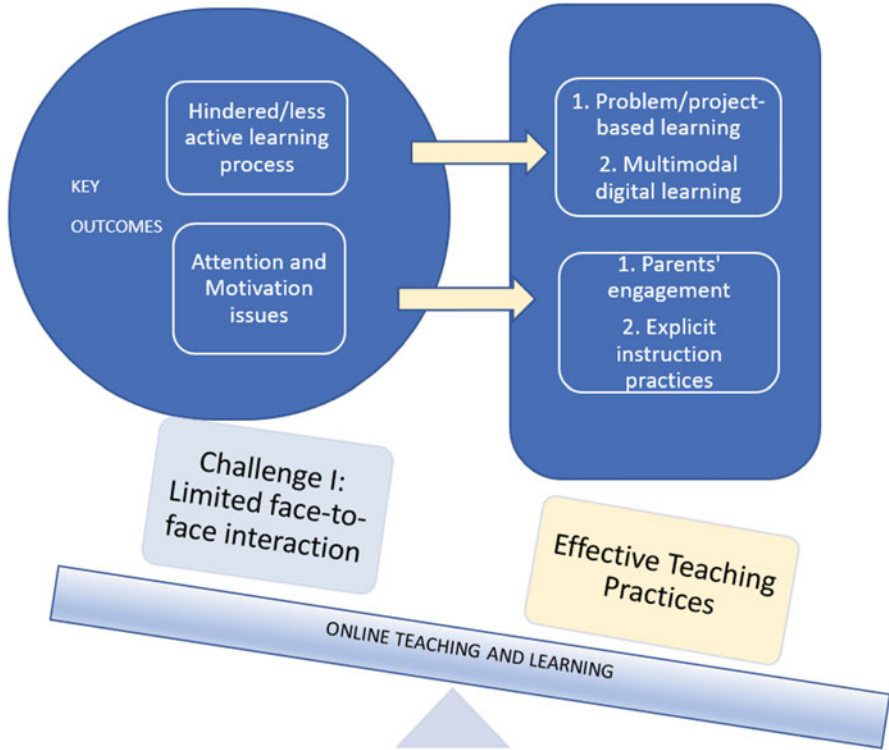 Hindered/less
active learning
process
KEY
OUTCOMES
Attention and
Motivation
issues
1. Problem/project-
based learning
2. Multimodal
digital learning
1. Parents'
engagement
2. Explicit
instruction
practices
Challenge I:
Limited face-to-
face interaction
Effective Teaching
Practices
ONLINE TEACHING AND LEARNING